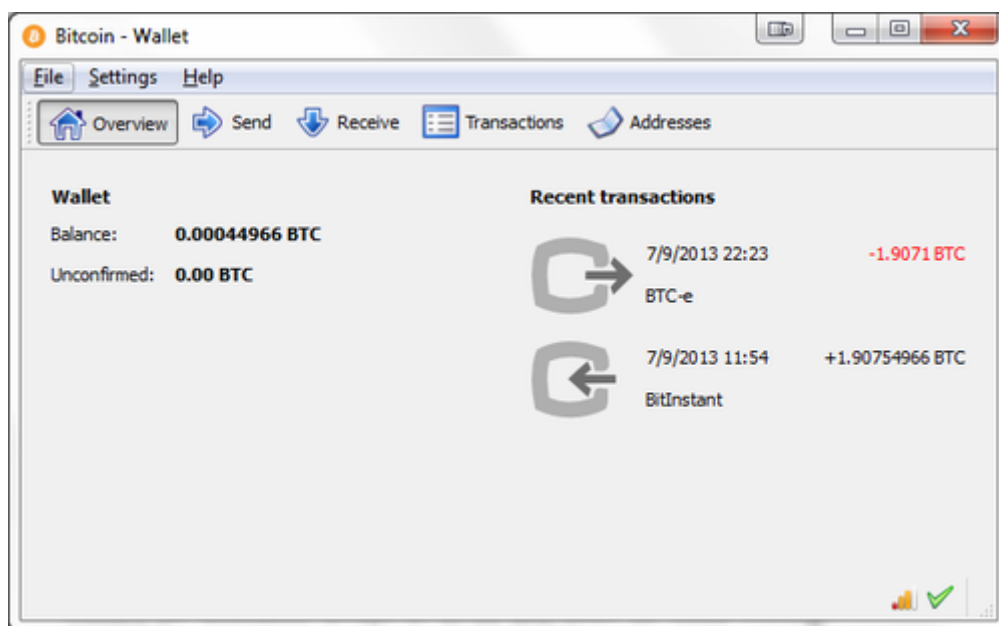 Bitcoin - Wallet
File Settings Help
Overview Send Receive Transactions Addresses
Wallet
Balance: 0.00044966 BTC
Unconfirmed: 0.00 BTC
Recent transactions
7/9/2013 22:23 -1.9071 BTC
BTC-e
7/9/2013 11:54 +1.90754966 BTC
BitInstant